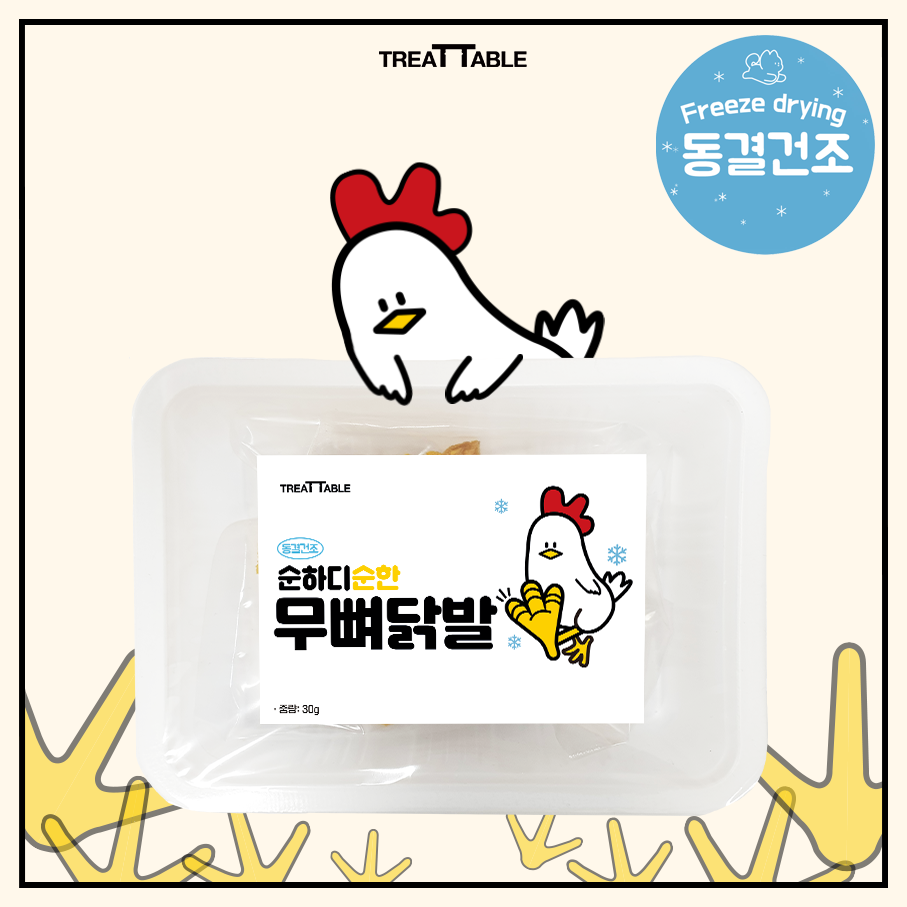 TREATTABLE
Freeze drying
동결건조
TREATTABLE
동결건조
순하디순한
무뼈닭발
· 중량: 30g